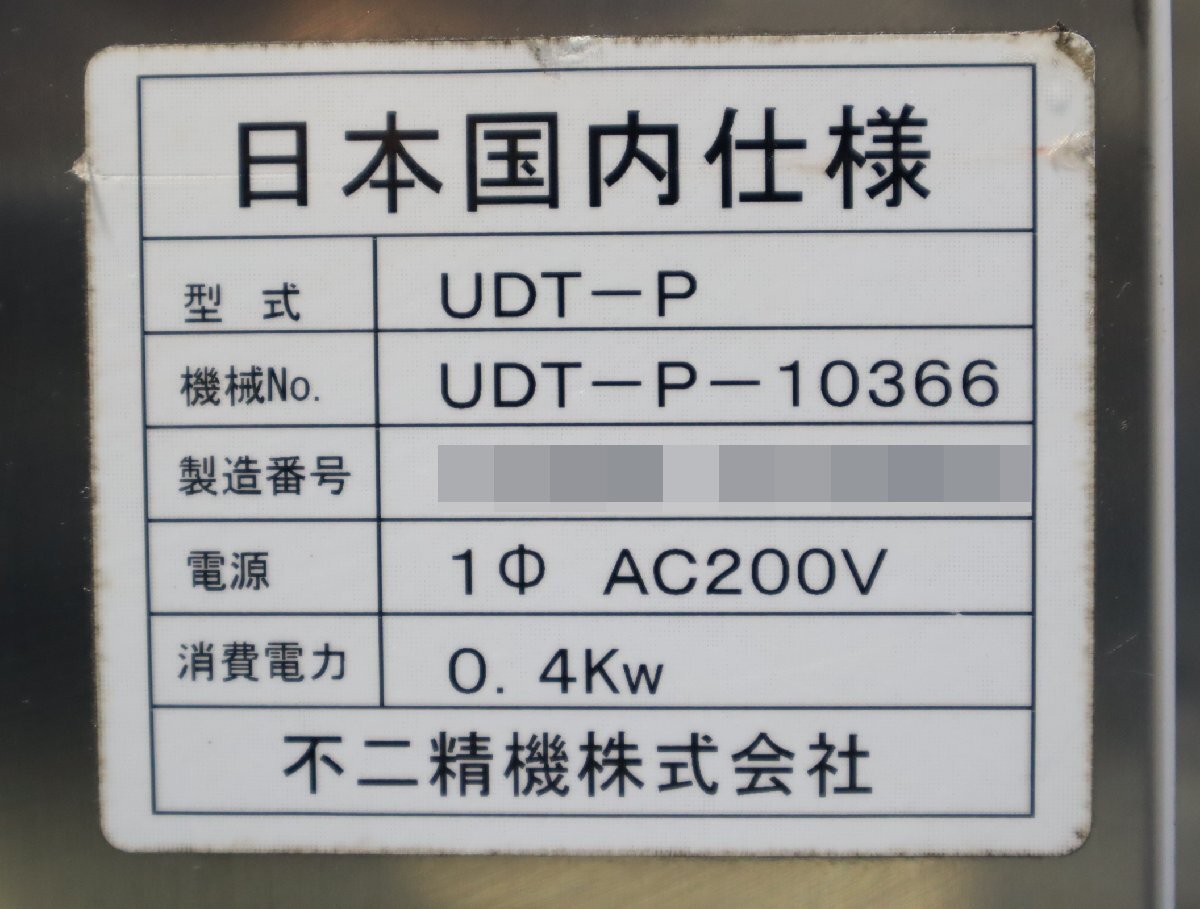 日本国内仕様
型 式 UDT-P
機械No. UDT-P-10366
製造番号
電源 1Φ AC200V
消費電力 0.4Kw
不二精機株式会社